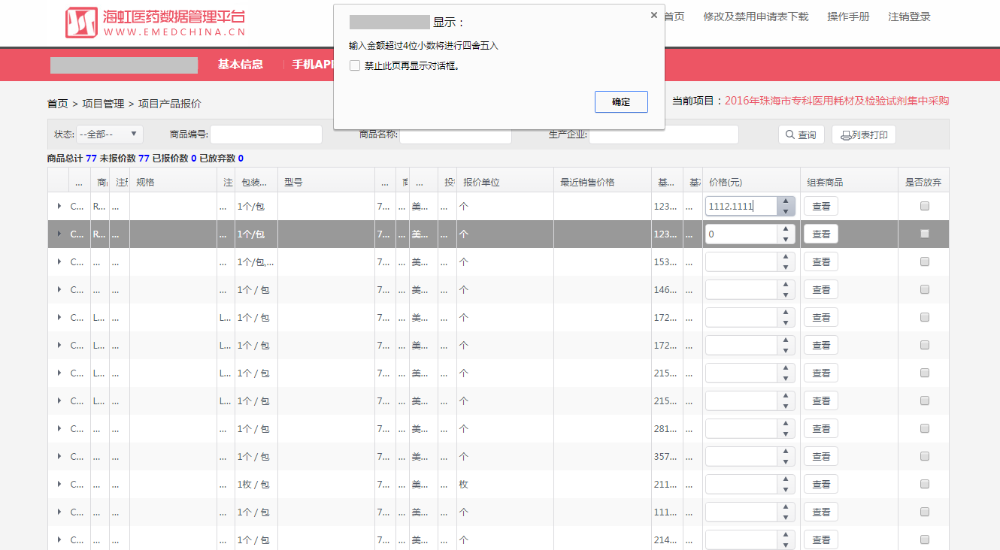 海虹医药数据管理平台
WWW.EMEDCHINA.CN
首页 修改及禁用申请表下载 操作手册 注销登录
显示：
输入金额超过4位小数将进行四舍五入
禁止此页再显示对话框。
确定
基本信息 手机AP
首页 > 项目管理 > 项目产品报价
当前项目：2016年珠海市专科医用耗材及检验试剂集中采购
状态: --全部-- 商品编号: 商品名称: 生产企业: 查询 列表打印
商品总计 77 未报价数 77 已报价数 0 已放弃数 0
... 商 注册 规格 注 包装... 型号 ... 商 ... 投 报价单位 最近销售价格 基... 基准 价格(元) 组套商品 是否放弃
C... R... ... ... 1个/包 7... ... 美... ... 个 123... ... 1112.1111 查看
C... R... ... ... 1个/包 7... ... 美... ... 个 123... ... 0 查看
C... ... ... ... 1个/包,... 7... ... 美... ... 个 153... ... 查看
C... ... ... ... 1个 / 包 7... ... 美... ... 个 146... ... 查看
C... L... ... L... 1个 / 包 7... ... 美... ... 个 172... ... 查看
C... L... ... L... 1个 / 包 7... ... 美... ... 个 172... ... 查看
C... L... ... L... 1个 / 包 7... ... 美... ... 个 215... ... 查看
C... L... ... L... 1个 / 包 7... ... 美... ... 个 215... ... 查看
C... ... ... ... 1个 / 包 7... ... 美... ... 个 281... ... 查看
C... ... ... ... 1个 / 包 7... ... 美... ... 个 357... ... 查看
C... ... ... ... 1枚 / 包 7... ... 美... ... 枚 211... ... 查看
C... ... ... ... 1个 / 包 7... ... 美... ... 个 111... ... 查看
C... ... ... ... 1个 / 包 7... ... 美... ... 个 214... ... 查看